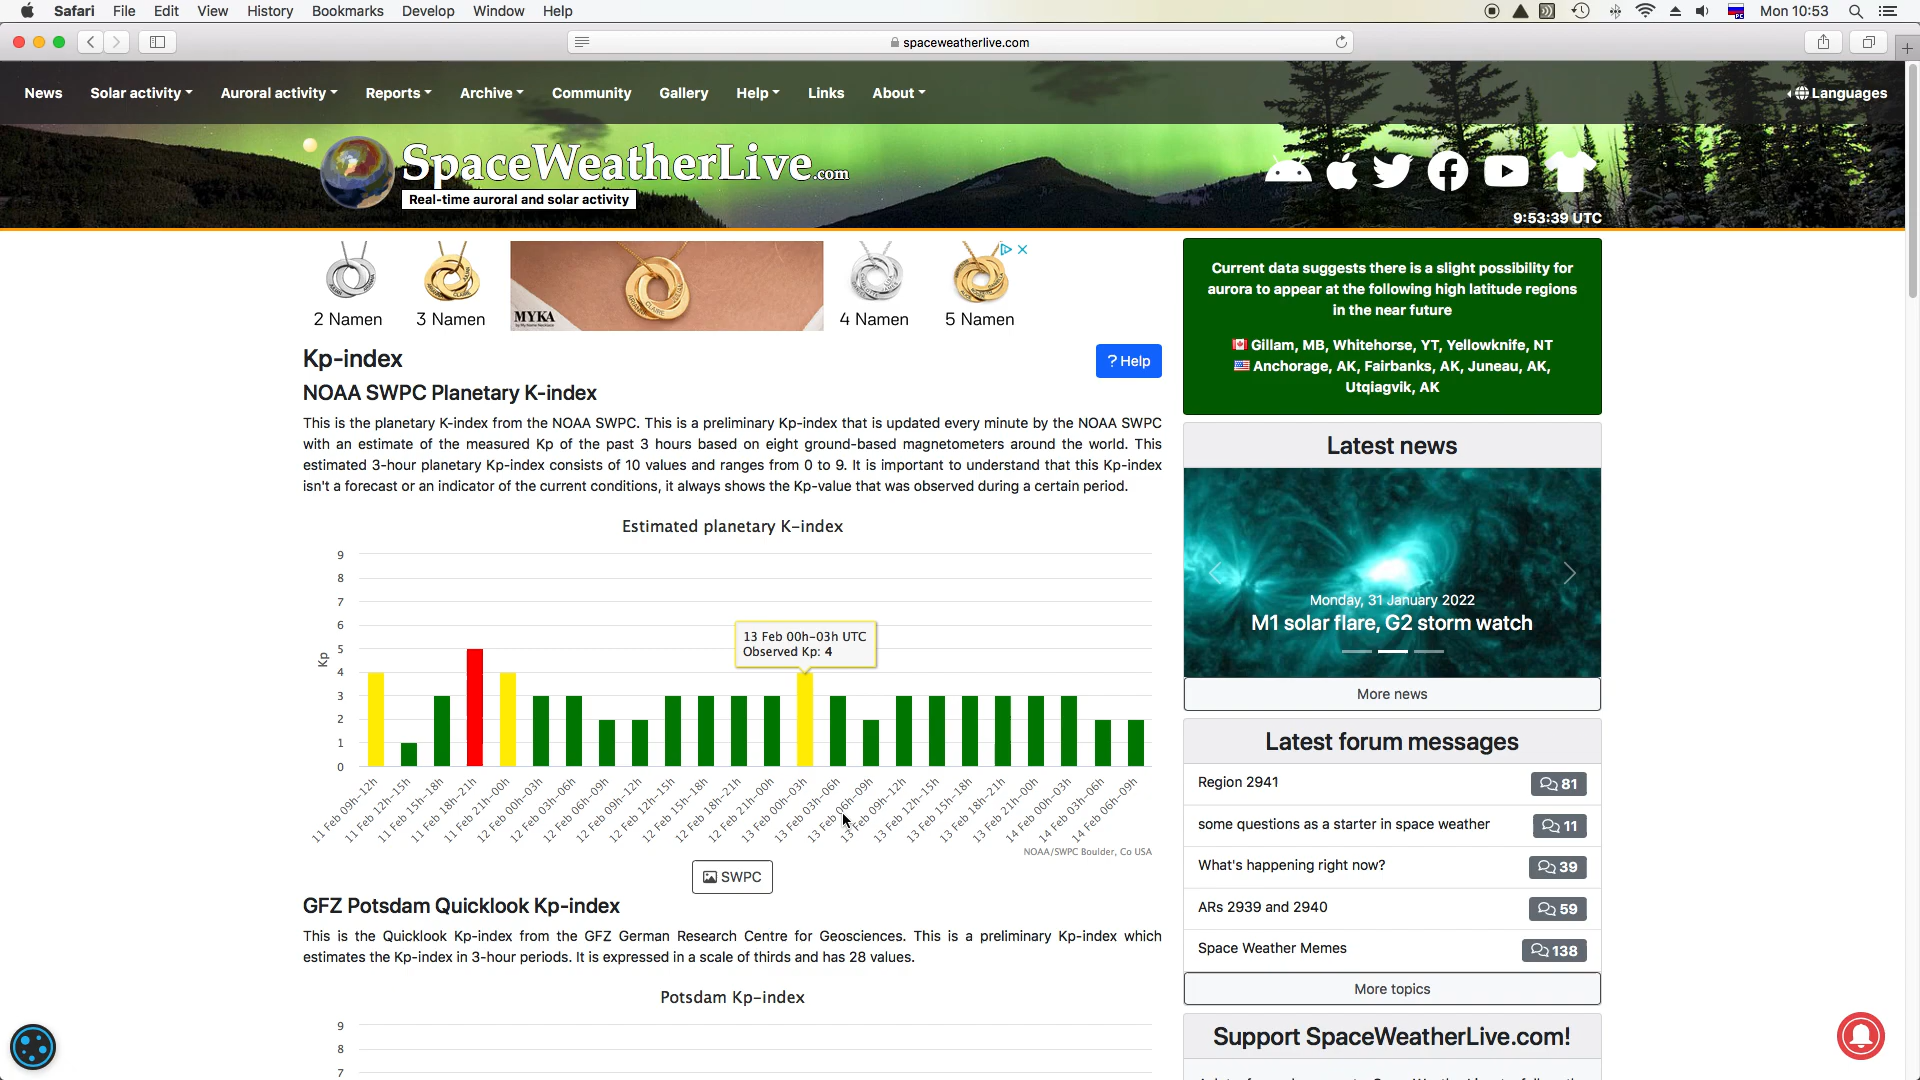 Safari File Edit View History Bookmarks Develop Window Help
Mon 10:53
spaceweatherlive.com
News Solar activity Auroral activity Reports Archive Community Gallery Help Links About Languages
SpaceWeatherLive.com
Real-time auroral and solar activity
9:53:39 UTC
2 Namen 3 Namen MYKA 4 Namen 5 Namen
Kp-index
? Help
NOAA SWPC Planetary K-index
This is the planetary K-index from the NOAA SWPC. This is a preliminary Kp-index that is updated every minute by the NOAA SWPC
with an estimate of the measured Kp of the past 3 hours based on eight ground-based magnetometers around the world. This
estimated 3-hour planetary Kp-index consists of 10 values and ranges from 0 to 9. It is important to understand that this Kp-index
isn't a forecast or an indicator of the current conditions, it always shows the Kp-value that was observed during a certain period.
Estimated planetary K-index
9
8
7
6
5
4
3
2
1
0
Kp
13 Feb 00h-03h UTC
Observed Kp: 4
11 Feb 09h-12h
11 Feb 12h-15h
11 Feb 15h-18h
11 Feb 18h-21h
11 Feb 21h-00h
12 Feb 00h-03h
12 Feb 03h-06h
12 Feb 06h-09h
12 Feb 09h-12h
12 Feb 12h-15h
12 Feb 15h-18h
12 Feb 18h-21h
12 Feb 21h-00h
13 Feb 00h-03h
13 Feb 03h-06h
13 Feb 06h-09h
13 Feb 09h-12h
13 Feb 12h-15h
13 Feb 15h-18h
13 Feb 18h-21h
13 Feb 21h-00h
14 Feb 00h-03h
14 Feb 03h-06h
14 Feb 06h-09h
NOAA/SWPC Boulder, Co USA
SWPC
GFZ Potsdam Quicklook Kp-index
This is the Quicklook Kp-index from the GFZ German Research Centre for Geosciences. This is a preliminary Kp-index which
estimates the Kp-index in 3-hour periods. It is expressed in a scale of thirds and has 28 values.
Potsdam Kp-index
9
8
7
Current data suggests there is a slight possibility for
aurora to appear at the following high latitude regions
in the near future
Gillam, MB, Whitehorse, YT, Yellowknife, NT
Anchorage, AK, Fairbanks, AK, Juneau, AK,
Utqiagvik, AK
Latest news
Monday, 31 January 2022
M1 solar flare, G2 storm watch
More news
Latest forum messages
Region 2941 81
some questions as a starter in space weather 11
What's happening right now? 39
ARs 2939 and 2940 59
Space Weather Memes 138
More topics
Support SpaceWeatherLive.com!